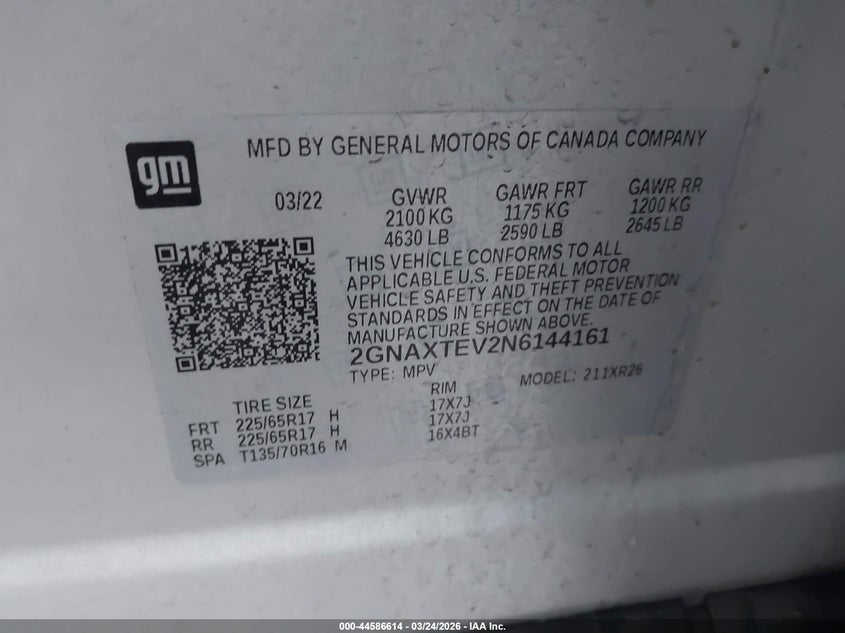 gm
MFD BY GENERAL MOTORS OF CANADA COMPANY
03/22 GVWR GAWR FRT GAWR RR
2100 KG 1175 KG 1200 KG
4630 LB 2590 LB 2645 LB
THIS VEHICLE CONFORMS TO ALL
APPLICABLE U.S. FEDERAL MOTOR
VEHICLE SAFETY AND THEFT PREVENTION
STANDARDS IN EFFECT ON THE DATE OF
MANUFACTURE SHOWN ABOVE.
2GNAXTEV2N6144161
TYPE: MPV MODEL: 211XR26
TIRE SIZE RIM
FRT 225/65R17 H 17X7J
RR 225/65R17 H 17X7J
SPA T135/70R16 M 16X4BT
000-44586614 - 03/24/2026 - IAA Inc.